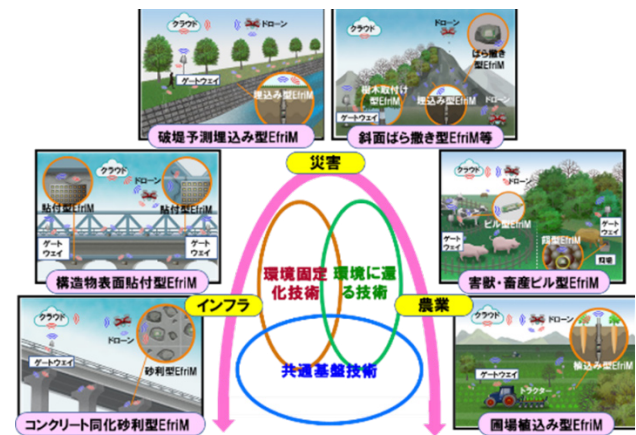 クラウド
ドローン
ゲートウェイ
埋込み型EfriM
破堤予測埋込み型EfriM
クラウド
ドローン
ばら撒き
型EfriM
樹木取付け
型EfriM
埋込み型EfriM
ドローン
ゲートウェイ
斜面ばら撒き型EfriM等
災害
クラウド
ドローン
貼付型EfriM
貼付型EfriM
ゲート
ウェイ
ゲート
ウェイ
構造物表面貼付型EfriM
クラウド
ドローン
ピル型EfriM
ゲート
ウェイ
餌型EfriM
ゲート
ウェイ
害獣・畜産ピル型EfriM
環境固定
化技術
環境に還
る技術
共通基盤技術
インフラ
農業
クラウド
ドローン
ゲートウェイ
砂利型EfriM
コンクリート同化砂利型EfriM
クラウド
ドローン
植込み型EfriM
ゲートウェイ
トラクター
圃場植込み型EfriM